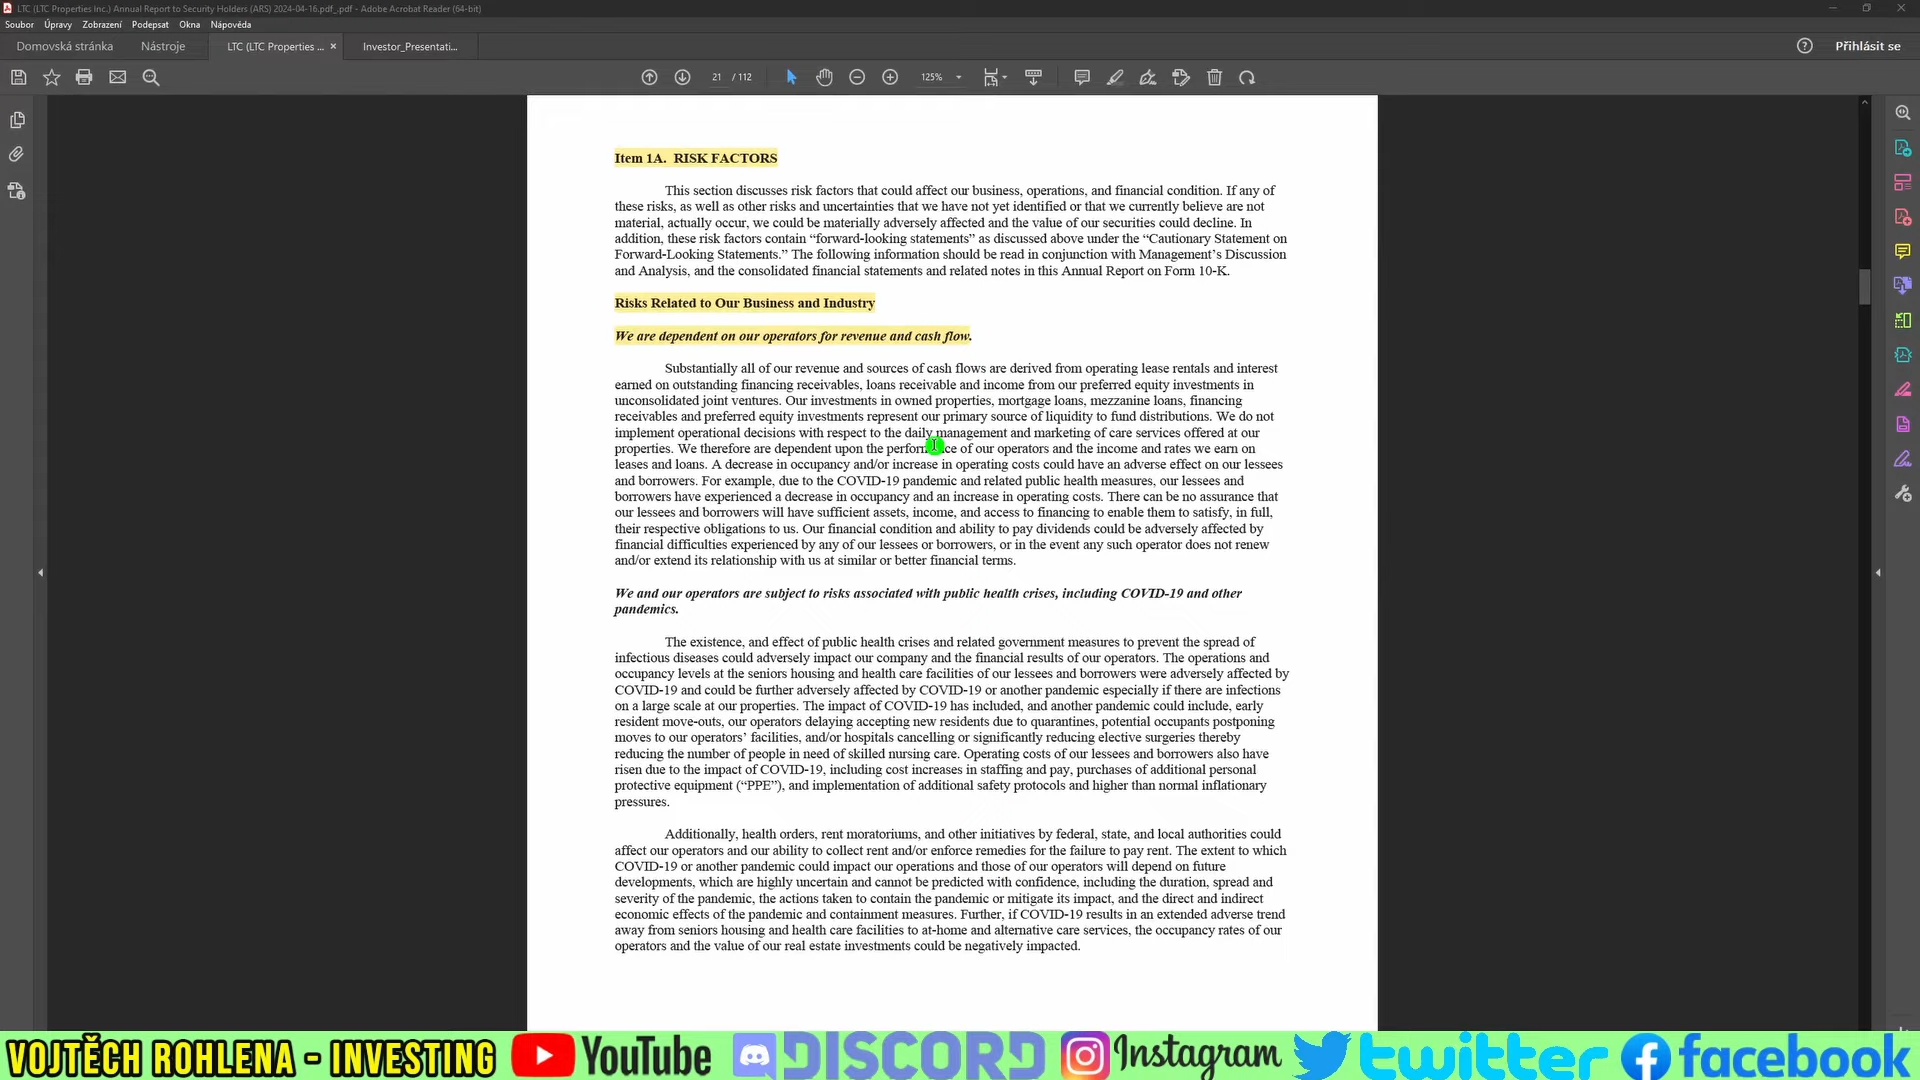 LTC (LTC Properties Inc.) Annual Report to Security Holders (ARS) 2024-04-16.pdf_.pdf - Adobe Acrobat Reader (64-bit)
Soubor Úpravy Zobrazení Podepsat Okna Nápověda
Domovská stránka Nástroje LTC (LTC Properties ... × Investor_Presentati... Přihlásit se
21 / 112 125%
Item 1A. RISK FACTORS
This section discusses risk factors that could affect our business, operations, and financial condition. If any of
these risks, as well as other risks and uncertainties that we have not yet identified or that we currently believe are not
material, actually occur, we could be materially adversely affected and the value of our securities could decline. In
addition, these risk factors contain “forward-looking statements” as discussed above under the “Cautionary Statement on
Forward-Looking Statements.” The following information should be read in conjunction with Management’s Discussion
and Analysis, and the consolidated financial statements and related notes in this Annual Report on Form 10-K.
Risks Related to Our Business and Industry
We are dependent on our operators for revenue and cash flow.
Substantially all of our revenue and sources of cash flows are derived from operating lease rentals and interest
earned on outstanding financing receivables, loans receivable and income from our preferred equity investments in
unconsolidated joint ventures. Our investments in owned properties, mortgage loans, mezzanine loans, financing
receivables and preferred equity investments represent our primary source of liquidity to fund distributions. We do not
implement operational decisions with respect to the daily management and marketing of care services offered at our
properties. We therefore are dependent upon the performance of our operators and the income and rates we earn on
leases and loans. A decrease in occupancy and/or increase in operating costs could have an adverse effect on our lessees
and borrowers. For example, due to the COVID-19 pandemic and related public health measures, our lessees and
borrowers have experienced a decrease in occupancy and an increase in operating costs. There can be no assurance that
our lessees and borrowers will have sufficient assets, income, and access to financing to enable them to satisfy, in full,
their respective obligations to us. Our financial condition and ability to pay dividends could be adversely affected by
financial difficulties experienced by any of our lessees or borrowers, or in the event any such operator does not renew
and/or extend its relationship with us at similar or better financial terms.
We and our operators are subject to risks associated with public health crises, including COVID-19 and other
pandemics.
The existence, and effect of public health crises and related government measures to prevent the spread of
infectious diseases could adversely impact our company and the financial results of our operators. The operations and
occupancy levels at the seniors housing and health care facilities of our lessees and borrowers were adversely affected by
COVID-19 and could be further adversely affected by COVID-19 or another pandemic especially if there are infections
on a large scale at our properties. The impact of COVID-19 has included, and another pandemic could include, early
resident move-outs, our operators delaying accepting new residents due to quarantines, potential occupants postponing
moves to our operators’ facilities, and/or hospitals cancelling or significantly reducing elective surgeries thereby
reducing the number of people in need of skilled nursing care. Operating costs of our lessees and borrowers also have
risen due to the impact of COVID-19, including cost increases in staffing and pay, purchases of additional personal
protective equipment (“PPE”), and implementation of additional safety protocols and higher than normal inflationary
pressures.
Additionally, health orders, rent moratoriums, and other initiatives by federal, state, and local authorities could
affect our operators and our ability to collect rent and/or enforce remedies for the failure to pay rent. The extent to which
COVID-19 or another pandemic could impact our operations and those of our operators will depend on future
developments, which are highly uncertain and cannot be predicted with confidence, including the duration, spread and
severity of the pandemic, the actions taken to contain the pandemic or mitigate its impact, and the direct and indirect
economic effects of the pandemic and containment measures. Further, if COVID-19 results in an extended adverse trend
away from seniors housing and health care facilities to at-home and alternative care services, the occupancy rates of our
operators and the value of our real estate investments could be negatively impacted.
VOJTĚCH ROHLENA - INVESTING YouTube DISCORD Instagram twitter facebook